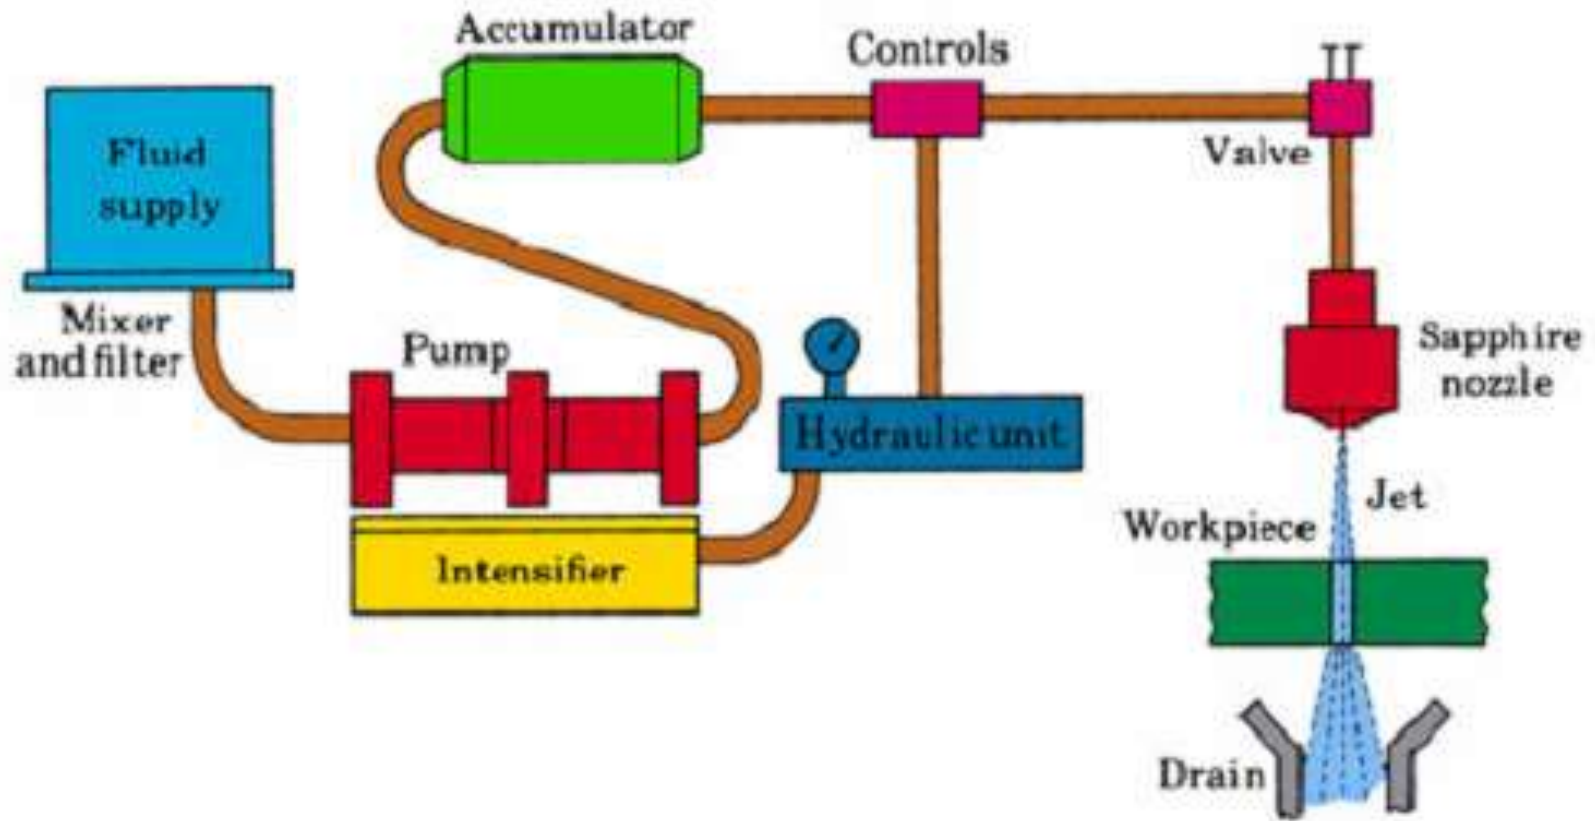 Accumulator
Controls
Fluid
supply
Valve
Mixer
and filter
Pump
Sapphire
nozzle
Hydraulic unit
Jet
Workpiece
Intensifier
Drain